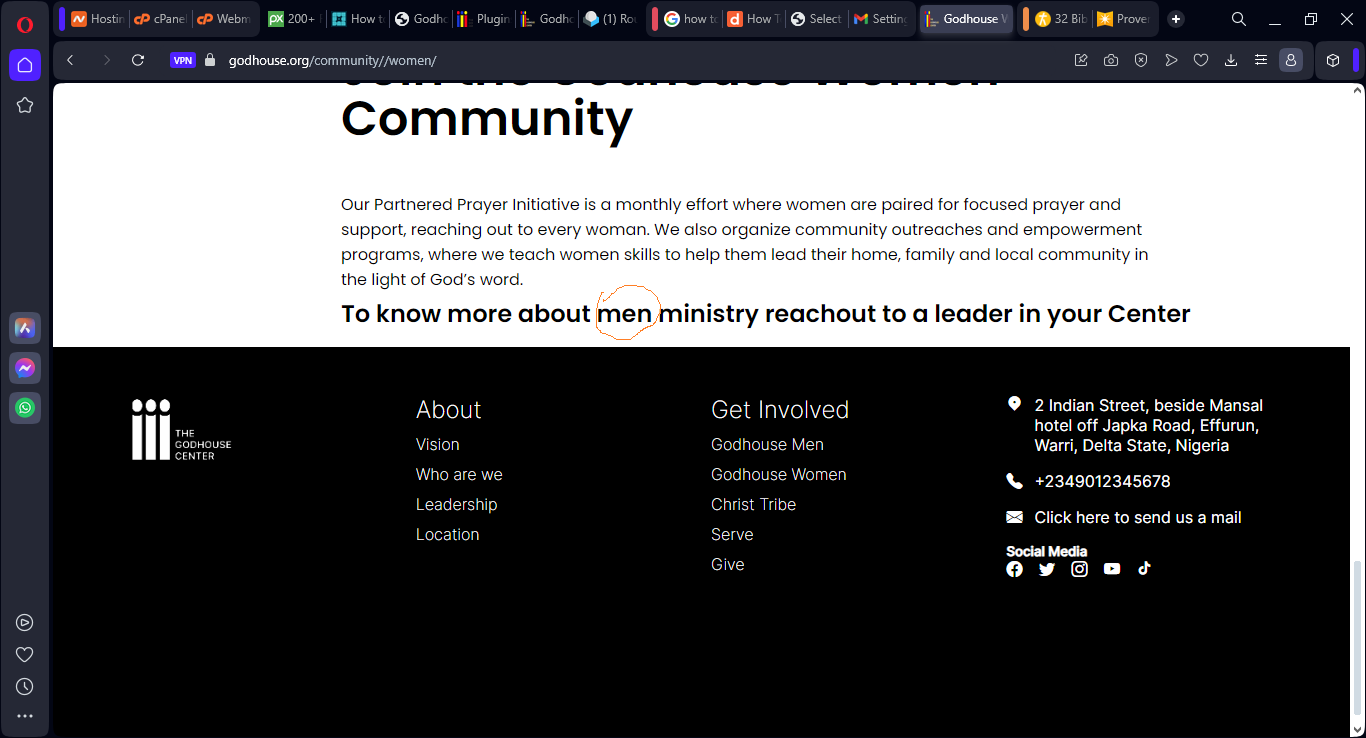 Hostin
cPane
Webm
200+
How t
Godho
Plugin
Godho
(1) Rou
how to
How T
Select
Setting
Godhouse W
32 Bib
Prover
VPN
godhouse.org/community//women/
Community
Our Partnered Prayer Initiative is a monthly effort where women are paired for focused prayer and
support, reaching out to every woman. We also organize community outreaches and empowerment
programs, where we teach women skills to help them lead their home, family and local community in
the light of God's word.
To know more about men ministry reachout to a leader in your Center
THE
GODHOUSE
CENTER
About
Vision
Who are we
Leadership
Location
Get Involved
Godhouse Men
Godhouse Women
Christ Tribe
Serve
Give
2 Indian Street, beside Mansal
hotel off Japka Road, Effurun,
Warri, Delta State, Nigeria
+2349012345678
Click here to send us a mail
Social Media